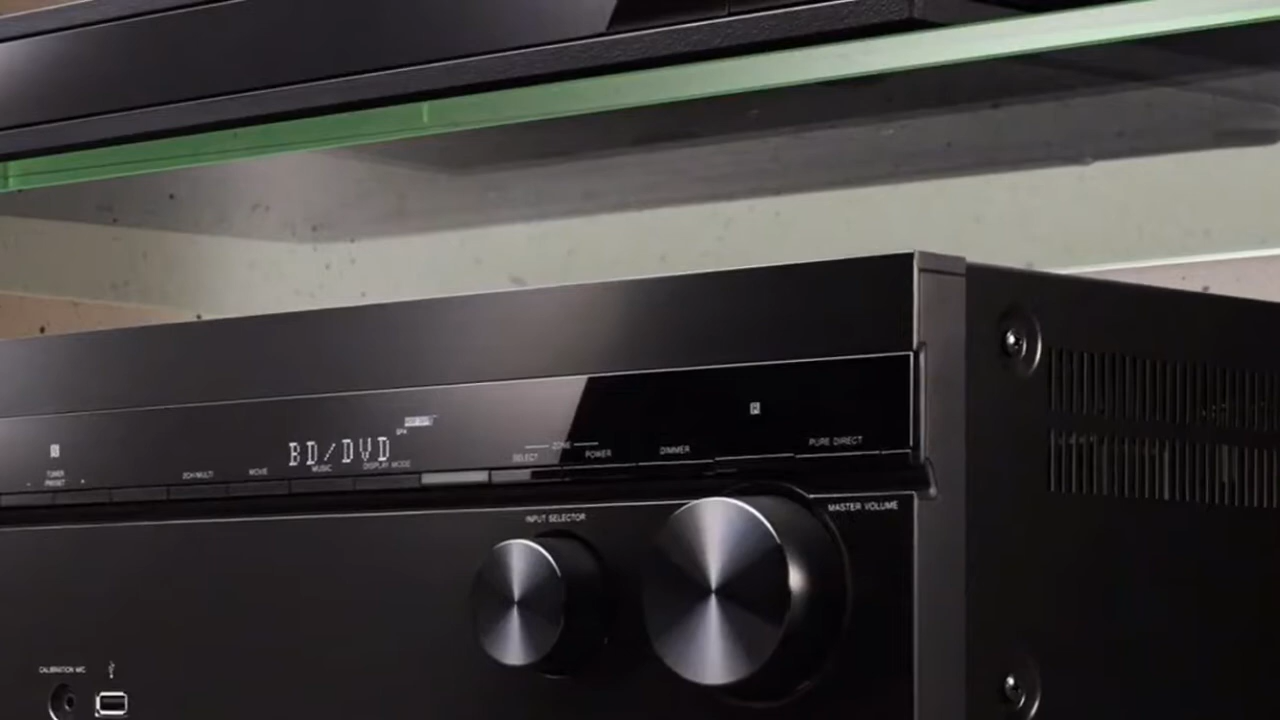 BD/DVD
TUNER
PRESET
2CH/MULTI
MOVIE
MUSIC
DISPLAY MODE
ZONE
SELECT
POWER
DIMMER
PURE DIRECT
INPUT SELECTOR
MASTER VOLUME
CALIBRATION MIC